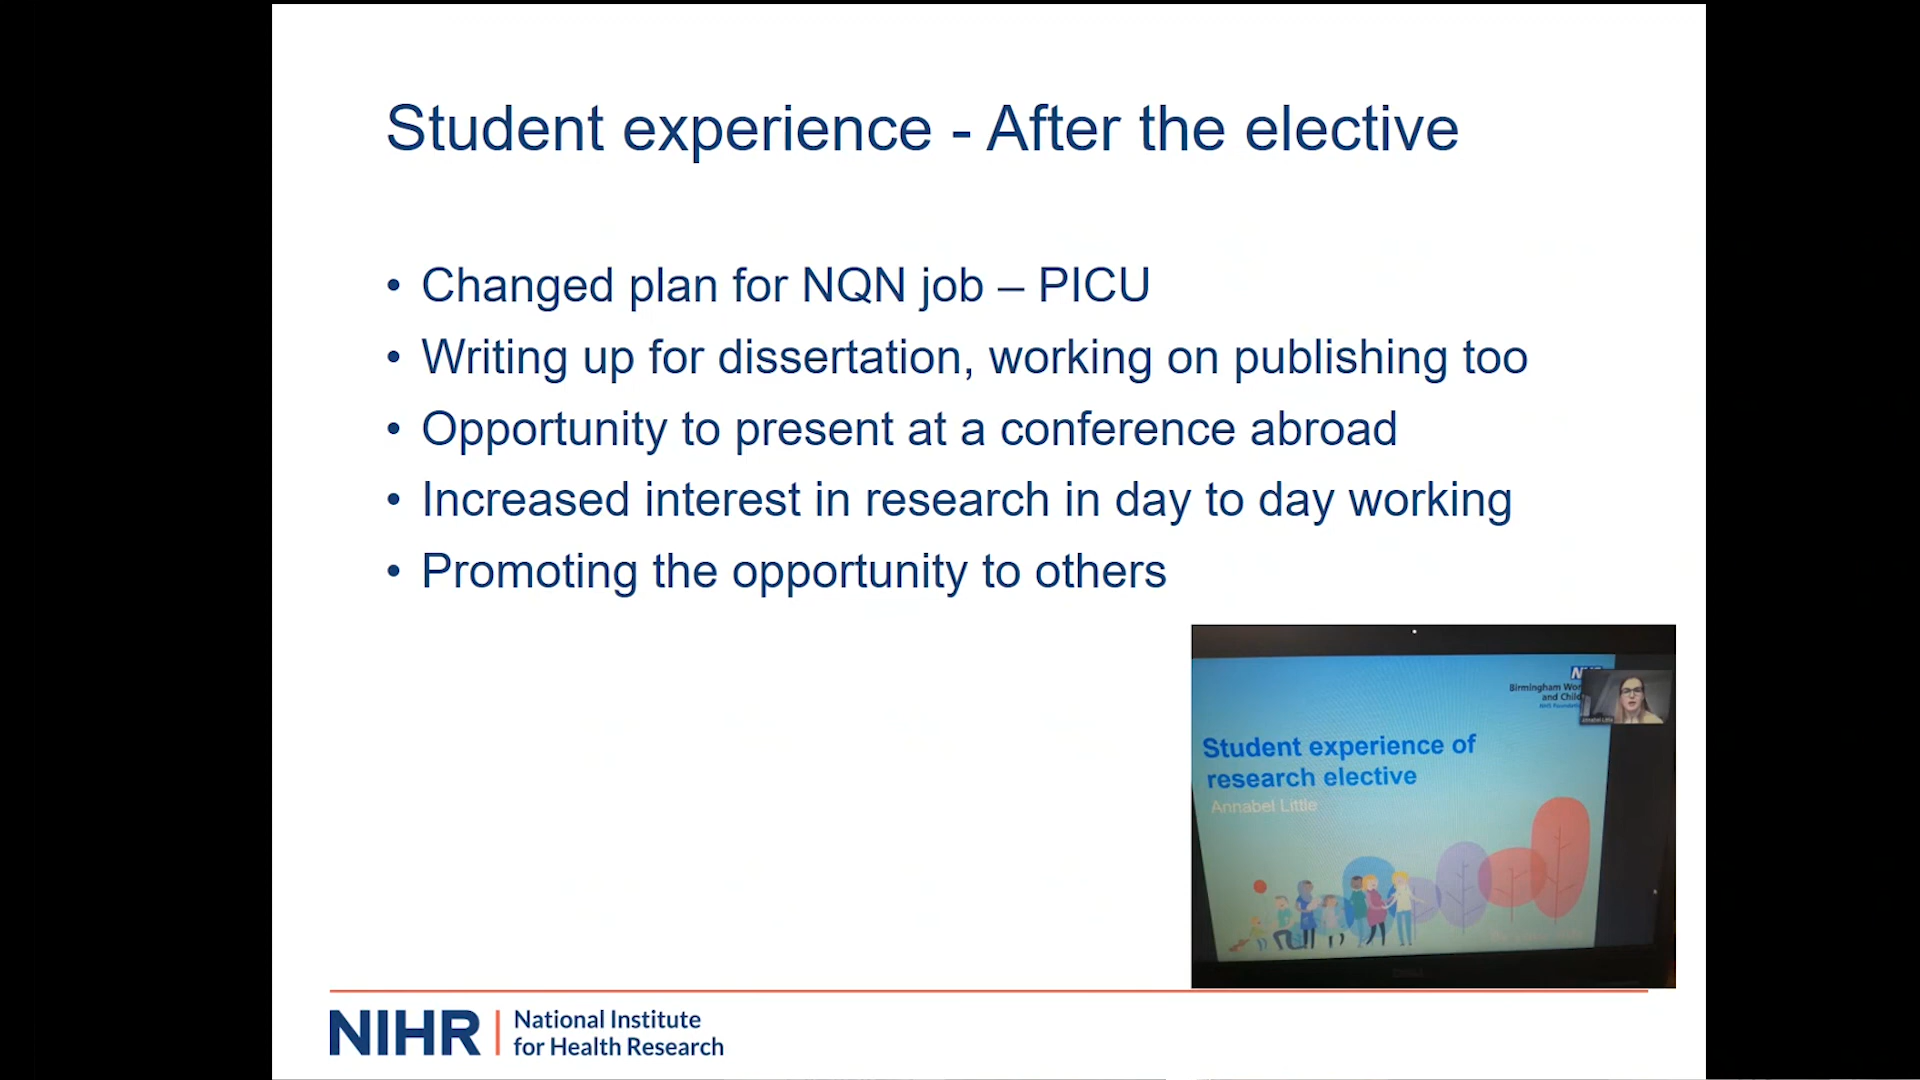 Student experience - After the elective
• Changed plan for NQN job – PICU
• Writing up for dissertation, working on publishing too
• Opportunity to present at a conference abroad
• Increased interest in research in day to day working
• Promoting the opportunity to others
Birmingham
and
Student experience of
research elective
Annabel Little
NIHR
National Institute
for Health Research